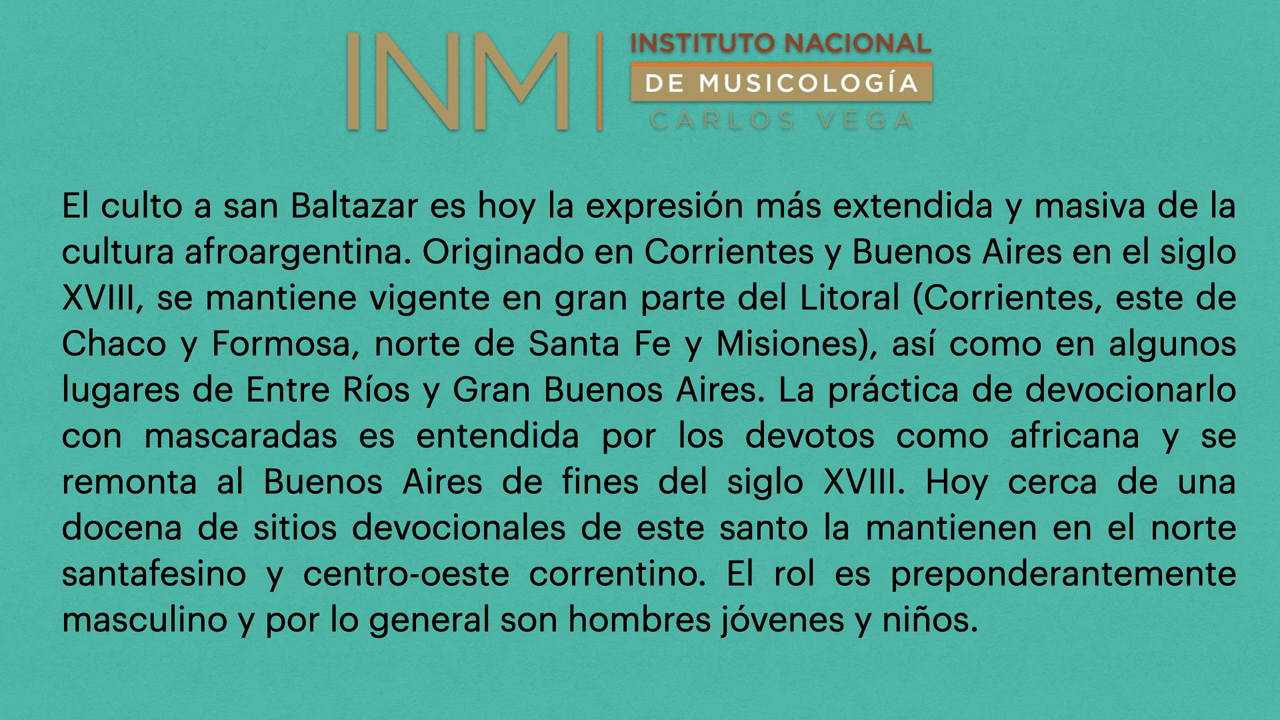 INM
INSTITUTO NACIONAL
DE MUSICOLOGÍA
CARLOS VEGA
El culto a san Baltazar es hoy la expresión más extendida y masiva de la
cultura afroargentina. Originado en Corrientes y Buenos Aires en el siglo
XVIII, se mantiene vigente en gran parte del Litoral (Corrientes, este de
Chaco y Formosa, norte de Santa Fe y Misiones), así como en algunos
lugares de Entre Ríos y Gran Buenos Aires. La práctica de devocionarlo
con mascaradas es entendida por los devotos como africana y se
remonta al Buenos Aires de fines del siglo XVIII. Hoy cerca de una
docena de sitios devocionales de este santo la mantienen en el norte
santafesino y centro-oeste correntino. El rol es preponderantemente
masculino y por lo general son hombres jóvenes y niños.